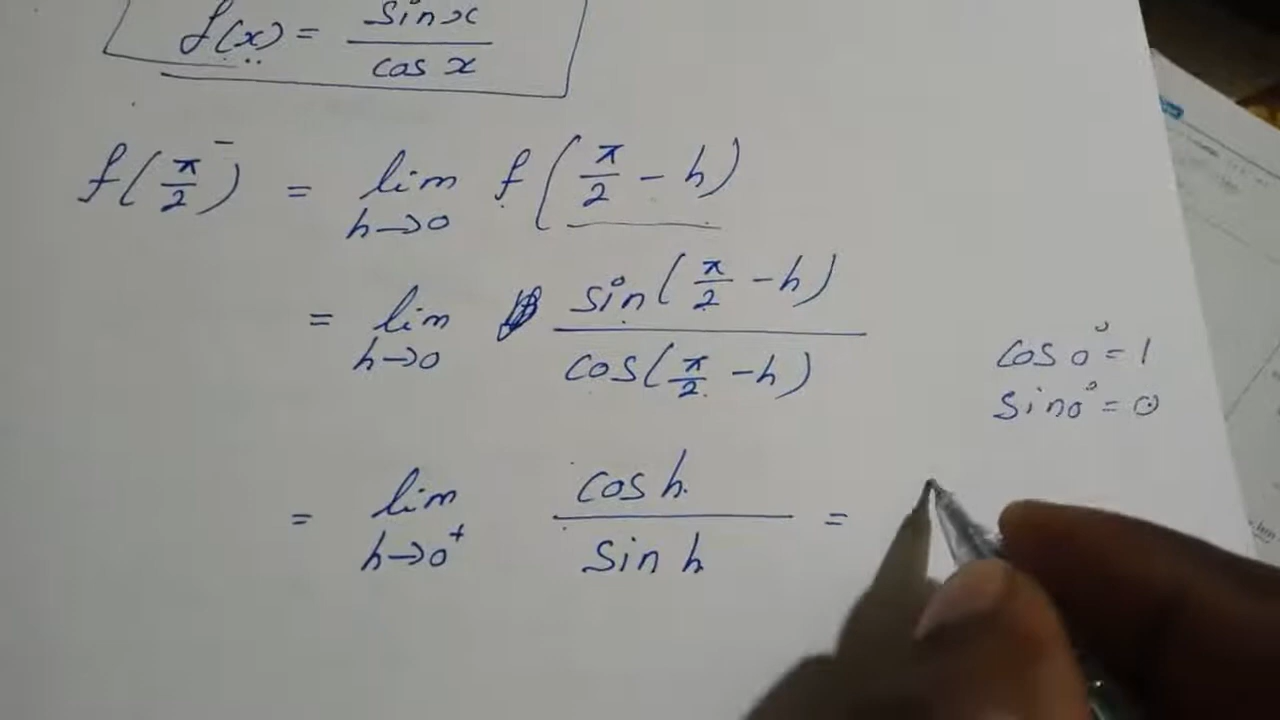 f(x) = sin x / cos x
f(π/2⁻) = lim h→0 f(π/2 - h)
= lim h→0 sin(π/2 - h) / cos(π/2 - h)
cos 0° = 1
sin 0° = 0
= lim h→0⁺ cos h / sin h =